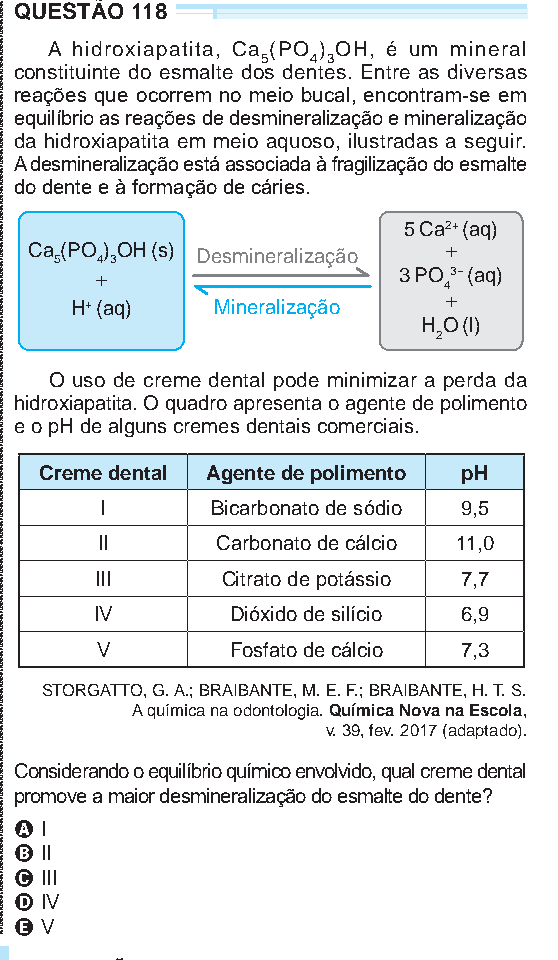 QUESTÃO 118
A hidroxiapatita, Ca5(PO4)3OH, é um mineral
constituinte do esmalte dos dentes. Entre as diversas
reações que ocorrem no meio bucal, encontram-se em
equilíbrio as reações de desmineralização e mineralização
da hidroxiapatita em meio aquoso, ilustradas a seguir.
A desmineralização está associada à fragilização do esmalte
do dente e à formação de cáries.
Ca5(PO4)3OH (s)
+
H+ (aq)
Desmineralização
Mineralização
5 Ca2+ (aq)
+
3 PO4 3− (aq)
+
H2O (l)
O uso de creme dental pode minimizar a perda da
hidroxiapatita. O quadro apresenta o agente de polimento
e o pH de alguns cremes dentais comerciais.
Creme dental Agente de polimento pH
I Bicarbonato de sódio 9,5
II Carbonato de cálcio 11,0
III Citrato de potássio 7,7
IV Dióxido de silício 6,9
V Fosfato de cálcio 7,3
STORGATTO, G. A.; BRAIBANTE, M. E. F.; BRAIBANTE, H. T. S.
A química na odontologia. Química Nova na Escola,
v. 39, fev. 2017 (adaptado).
Considerando o equilíbrio químico envolvido, qual creme dental
promove a maior desmineralização do esmalte do dente?
A I
B II
C III
D IV
E V